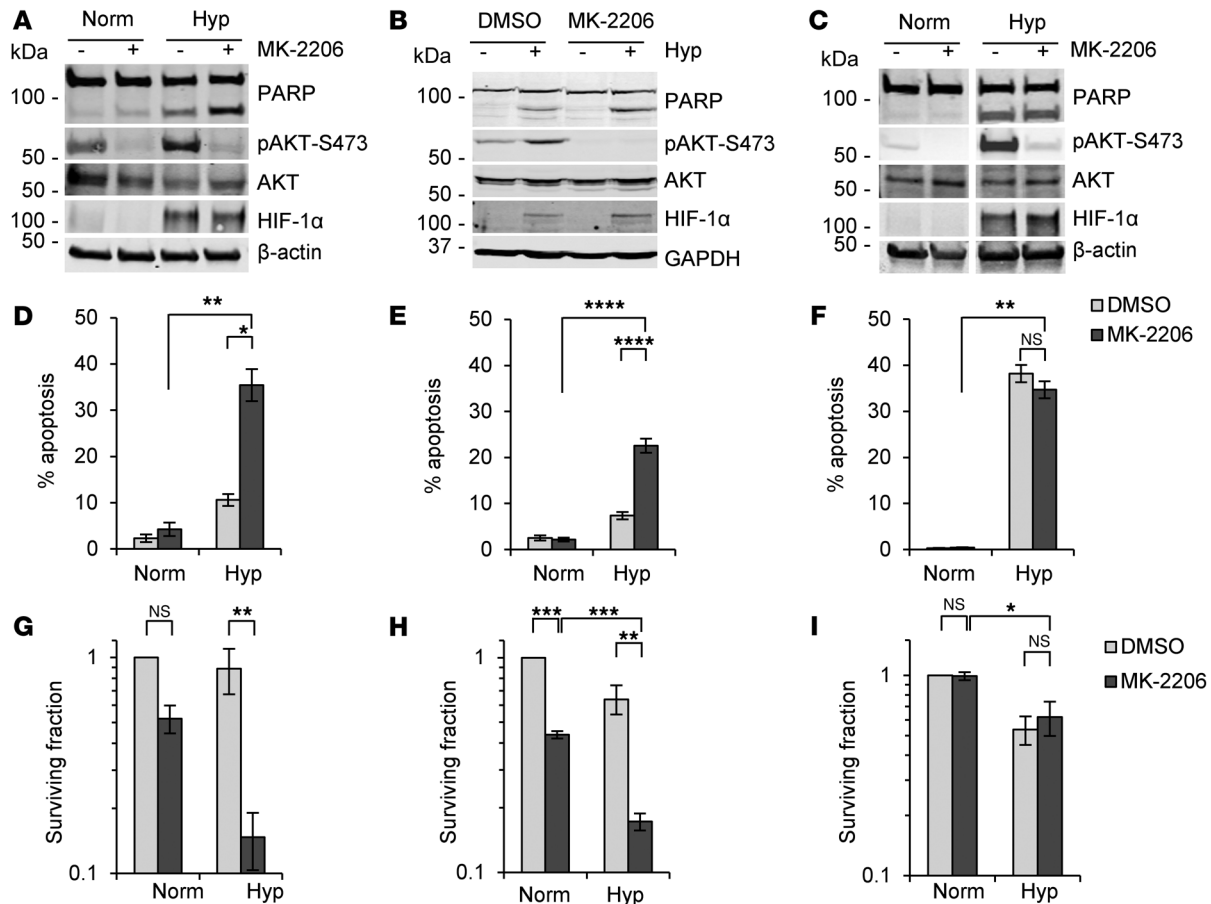 A
Norm Hyp
kDa - + - + MK-2206
100 - PARP
50 - pAKT-S473
50 - AKT
100 - HIF-1α
50 - β-actin
B
DMSO MK-2206
kDa - + - + Hyp
100 - PARP
50 - pAKT-S473
50 - AKT
100 - HIF-1α
37 - GAPDH
C
Norm Hyp
kDa - + - + MK-2206
100 - PARP
50 - pAKT-S473
50 - AKT
100 - HIF-1α
50 - β-actin
D
% apoptosis
50
40
30
20
10
0
**
*
Norm Hyp
E
% apoptosis
50
40
30
20
10
0
****
****
Norm Hyp
F
% apoptosis
50
40
30
20
10
0
**
NS
Norm Hyp
DMSO
MK-2206
G
Surviving fraction
1
0.1
NS **
Norm Hyp
H
Surviving fraction
1
0.1
*** ***
**
Norm Hyp
I
Surviving fraction
1
0.1
NS *
NS
Norm Hyp
DMSO
MK-2206